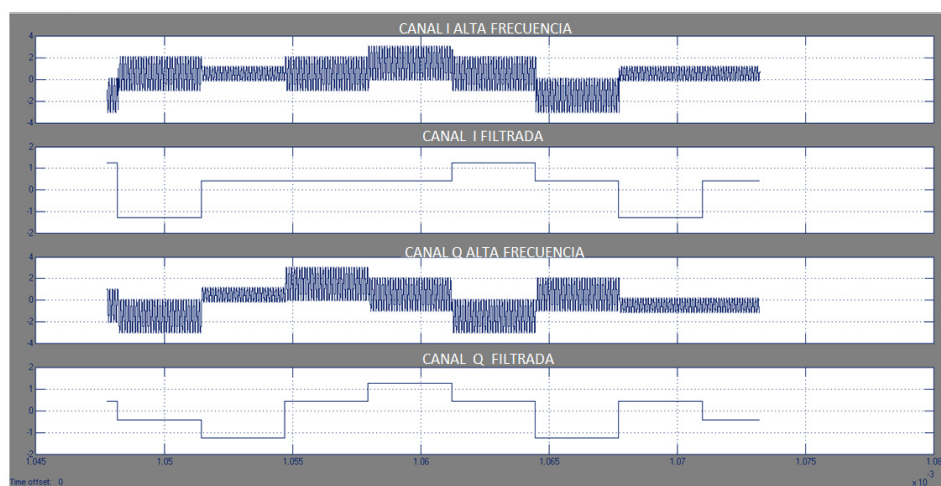 CANAL I ALTA FRECUENCIA
4
2
0
-2
-4
CANAL I FILTRADA
2
1
0
-1
-2
CANAL Q ALTA FRECUENCIA
4
2
0
-2
-4
CANAL Q FILTRADA
2
1
0
-1
-2
1.045 1.05 1.055 1.06 1.065 1.07 1.075 1.08
Time offset: 0
x 10 -3